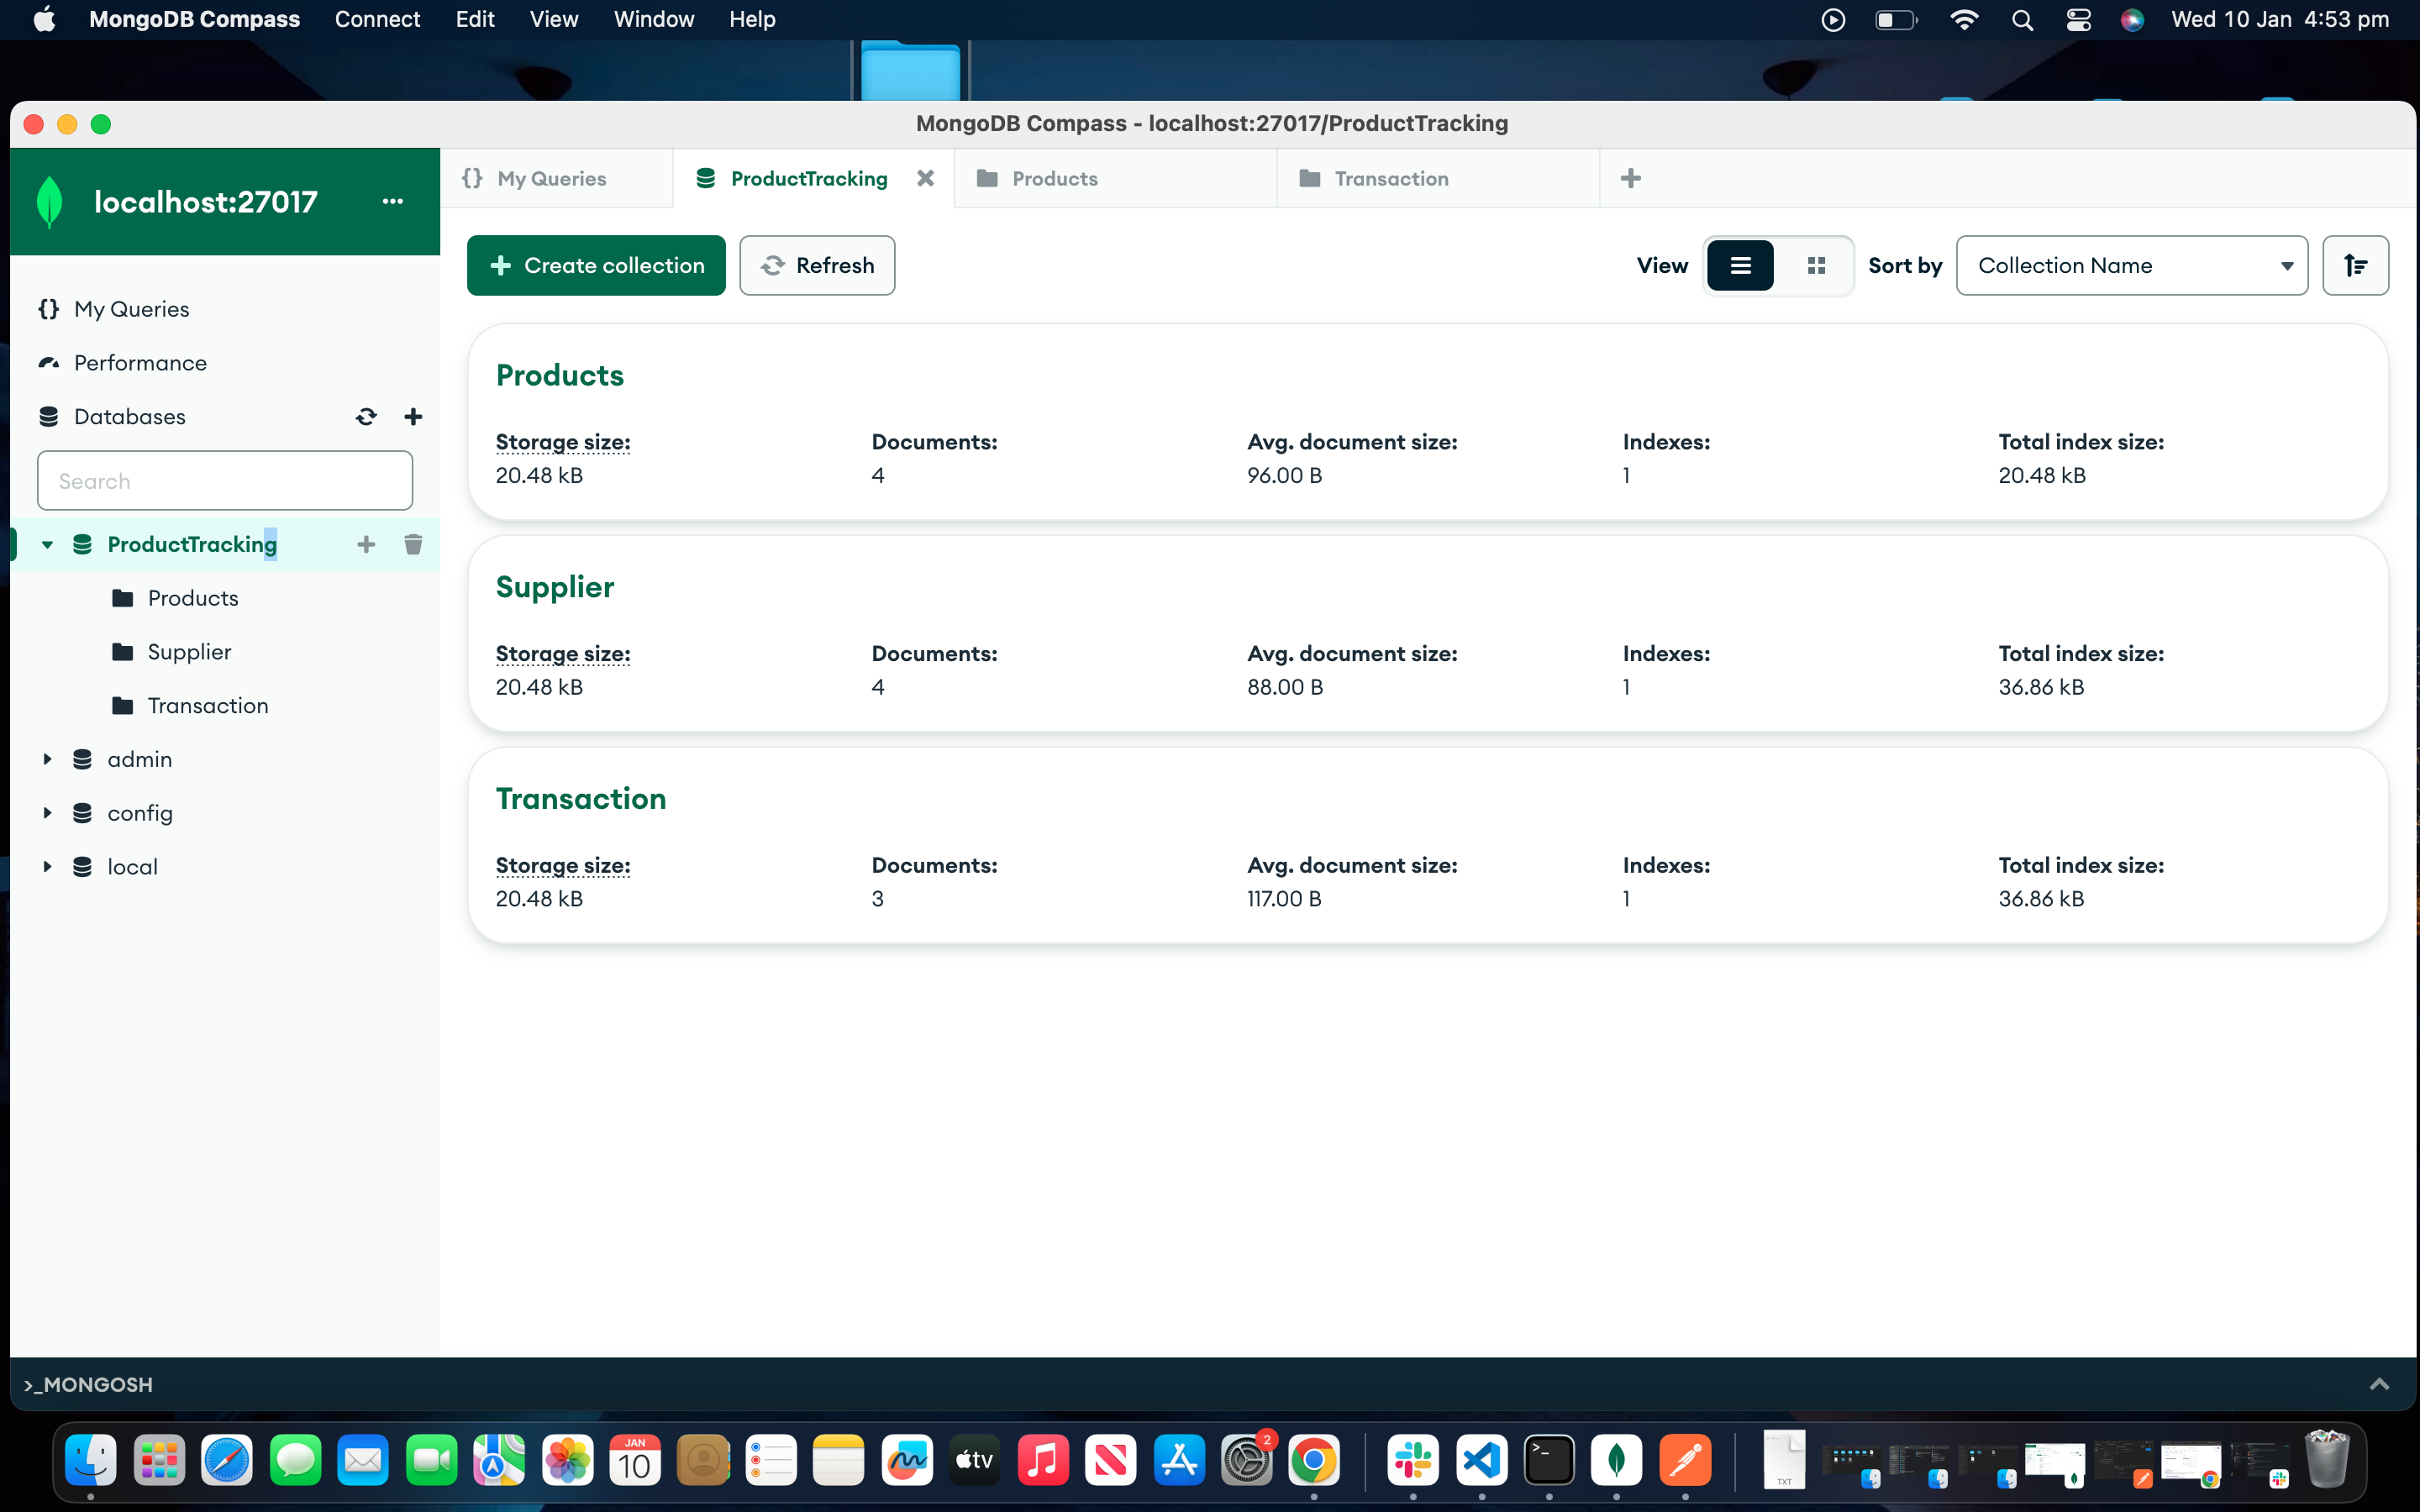 MongoDB Compass Connect Edit View Window Help Wed 10 Jan 4:53 pm
MongoDB Compass - localhost:27017/ProductTracking
localhost:27017 ...
My Queries ProductTracking Products Transaction
Create collection Refresh View Sort by Collection Name
My Queries
Performance
Databases
Search
ProductTracking
Products
Supplier
Transaction
admin
config
local
Products
Storage size: Documents: Avg. document size: Indexes: Total index size:
20.48 kB 4 96.00 B 1 20.48 kB
Supplier
Storage size: Documents: Avg. document size: Indexes: Total index size:
20.48 kB 4 88.00 B 1 36.86 kB
Transaction
Storage size: Documents: Avg. document size: Indexes: Total index size:
20.48 kB 3 117.00 B 1 36.86 kB
>_MONGOSH
JAN
10
tv
2
>_
TXT